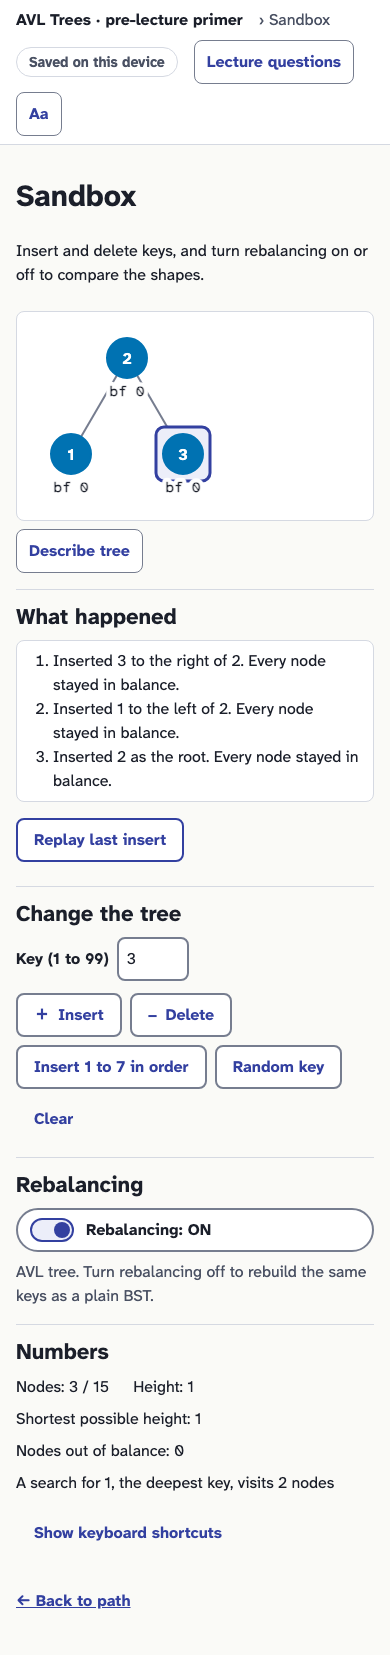 AVL Trees · pre-lecture primer › Sandbox
Saved on this device
Lecture questions
Aa
Sandbox
Insert and delete keys, and turn rebalancing on or
off to compare the shapes.
2
bf 0
1
3
bf 0
bf 0
Describe tree
What happened
1. Inserted 3 to the right of 2. Every node
stayed in balance.
2. Inserted 1 to the left of 2. Every node
stayed in balance.
3. Inserted 2 as the root. Every node stayed in
balance.
Replay last insert
Change the tree
Key (1 to 99) 3
+ Insert
− Delete
Insert 1 to 7 in order
Random key
Clear
Rebalancing
Rebalancing: ON
AVL tree. Turn rebalancing off to rebuild the same
keys as a plain BST.
Numbers
Nodes: 3 / 15 Height: 1
Shortest possible height: 1
Nodes out of balance: 0
A search for 1, the deepest key, visits 2 nodes
Show keyboard shortcuts
← Back to path